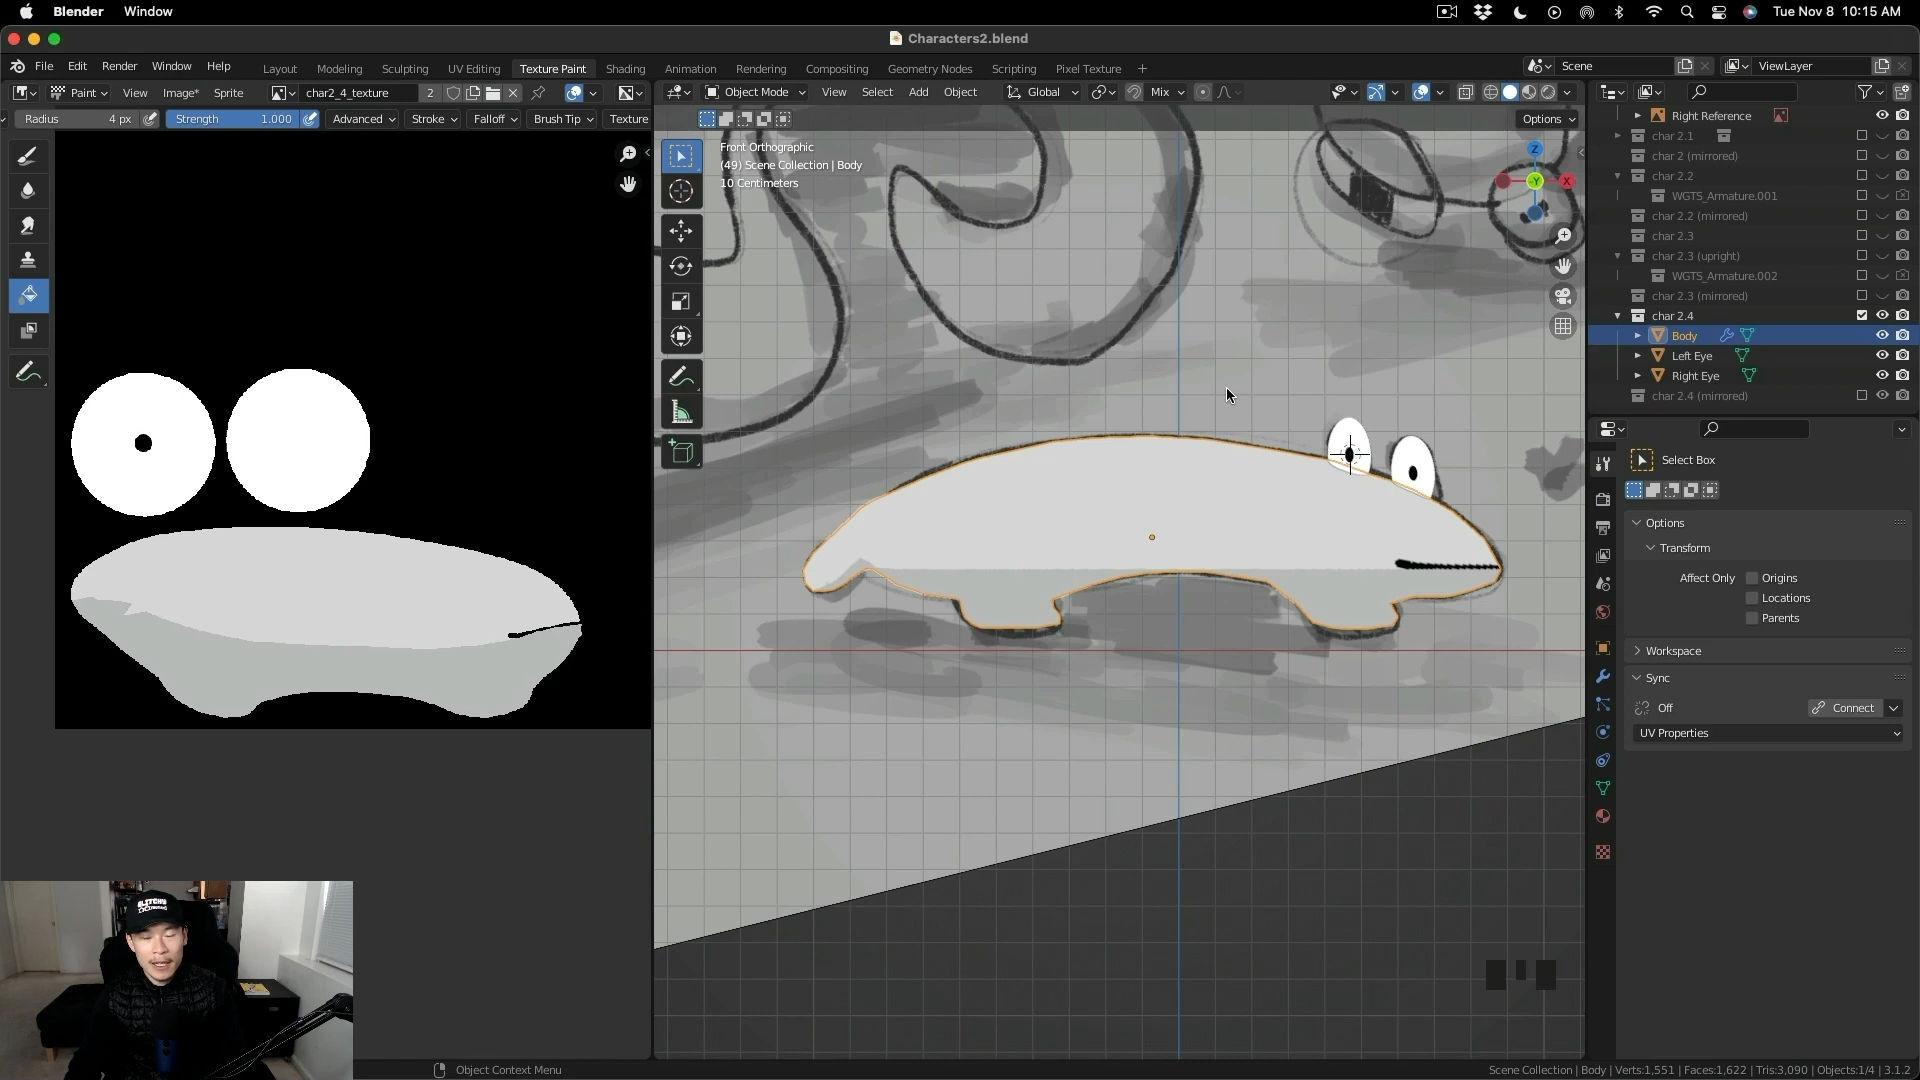 Blender Window Tue Nov 8 10:15 AM
Characters2.blend
File Edit Render Window Help Layout Modeling Sculpting UV Editing Texture Paint Shading Animation Rendering Compositing Geometry Nodes Scripting Pixel Texture + Scene ViewLayer
Paint View Image* Sprite char2_4_texture 2 Object Mode View Select Add Object Global Mix
Radius 4 px Strength 1.000 Advanced Stroke Falloff Brush Tip Texture Options
Front Orthographic
(49) Scene Collection | Body
10 Centimeters
Z
-Y
X
Right Reference
char 2.1
char 2 (mirrored)
char 2.2
WGTS_Armature.001
char 2.2 (mirrored)
char 2.3
char 2.3 (upright)
WGTS_Armature.002
char 2.3 (mirrored)
char 2.4
Body
Left Eye
Right Eye
char 2.4 (mirrored)
Select Box
Options
Transform
Affect Only Origins
Locations
Parents
Workspace
Sync
Off Connect
UV Properties
Object Context Menu Scene Collection | Body | Verts:1,551 | Faces:1,622 | Tris:3,090 | Objects:1/4 | 3.1.2